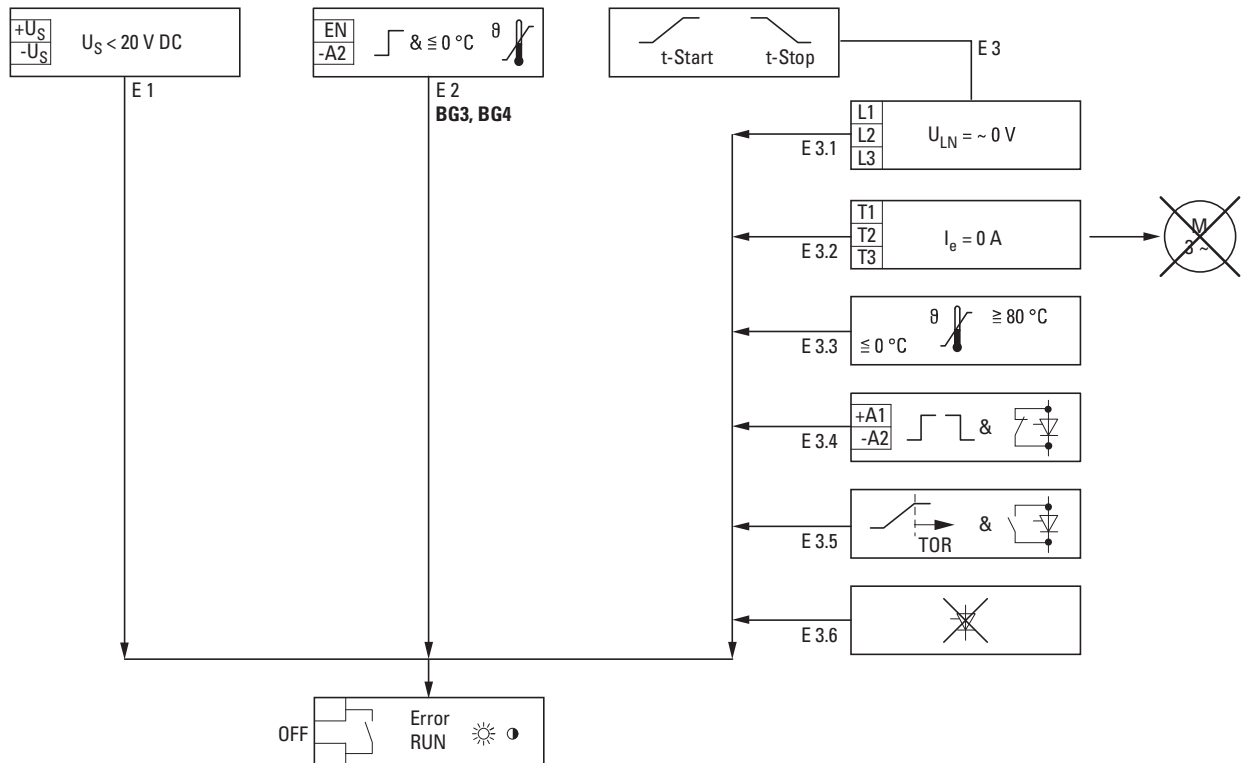 +US
-US
US < 20 V DC
EN
-A2
& ≦ 0 °C
ϑ
t-Start
t-Stop
E 3
E 1
E 2
BG3, BG4
L1
L2
L3
ULN = ~ 0 V
E 3.1
T1
T2
T3
Ie = 0 A
E 3.2
M
3 ~
ϑ
≧ 80 °C
≦ 0 °C
E 3.3
+A1
-A2
&
E 3.4
TOR
&
E 3.5
E 3.6
OFF
Error
RUN